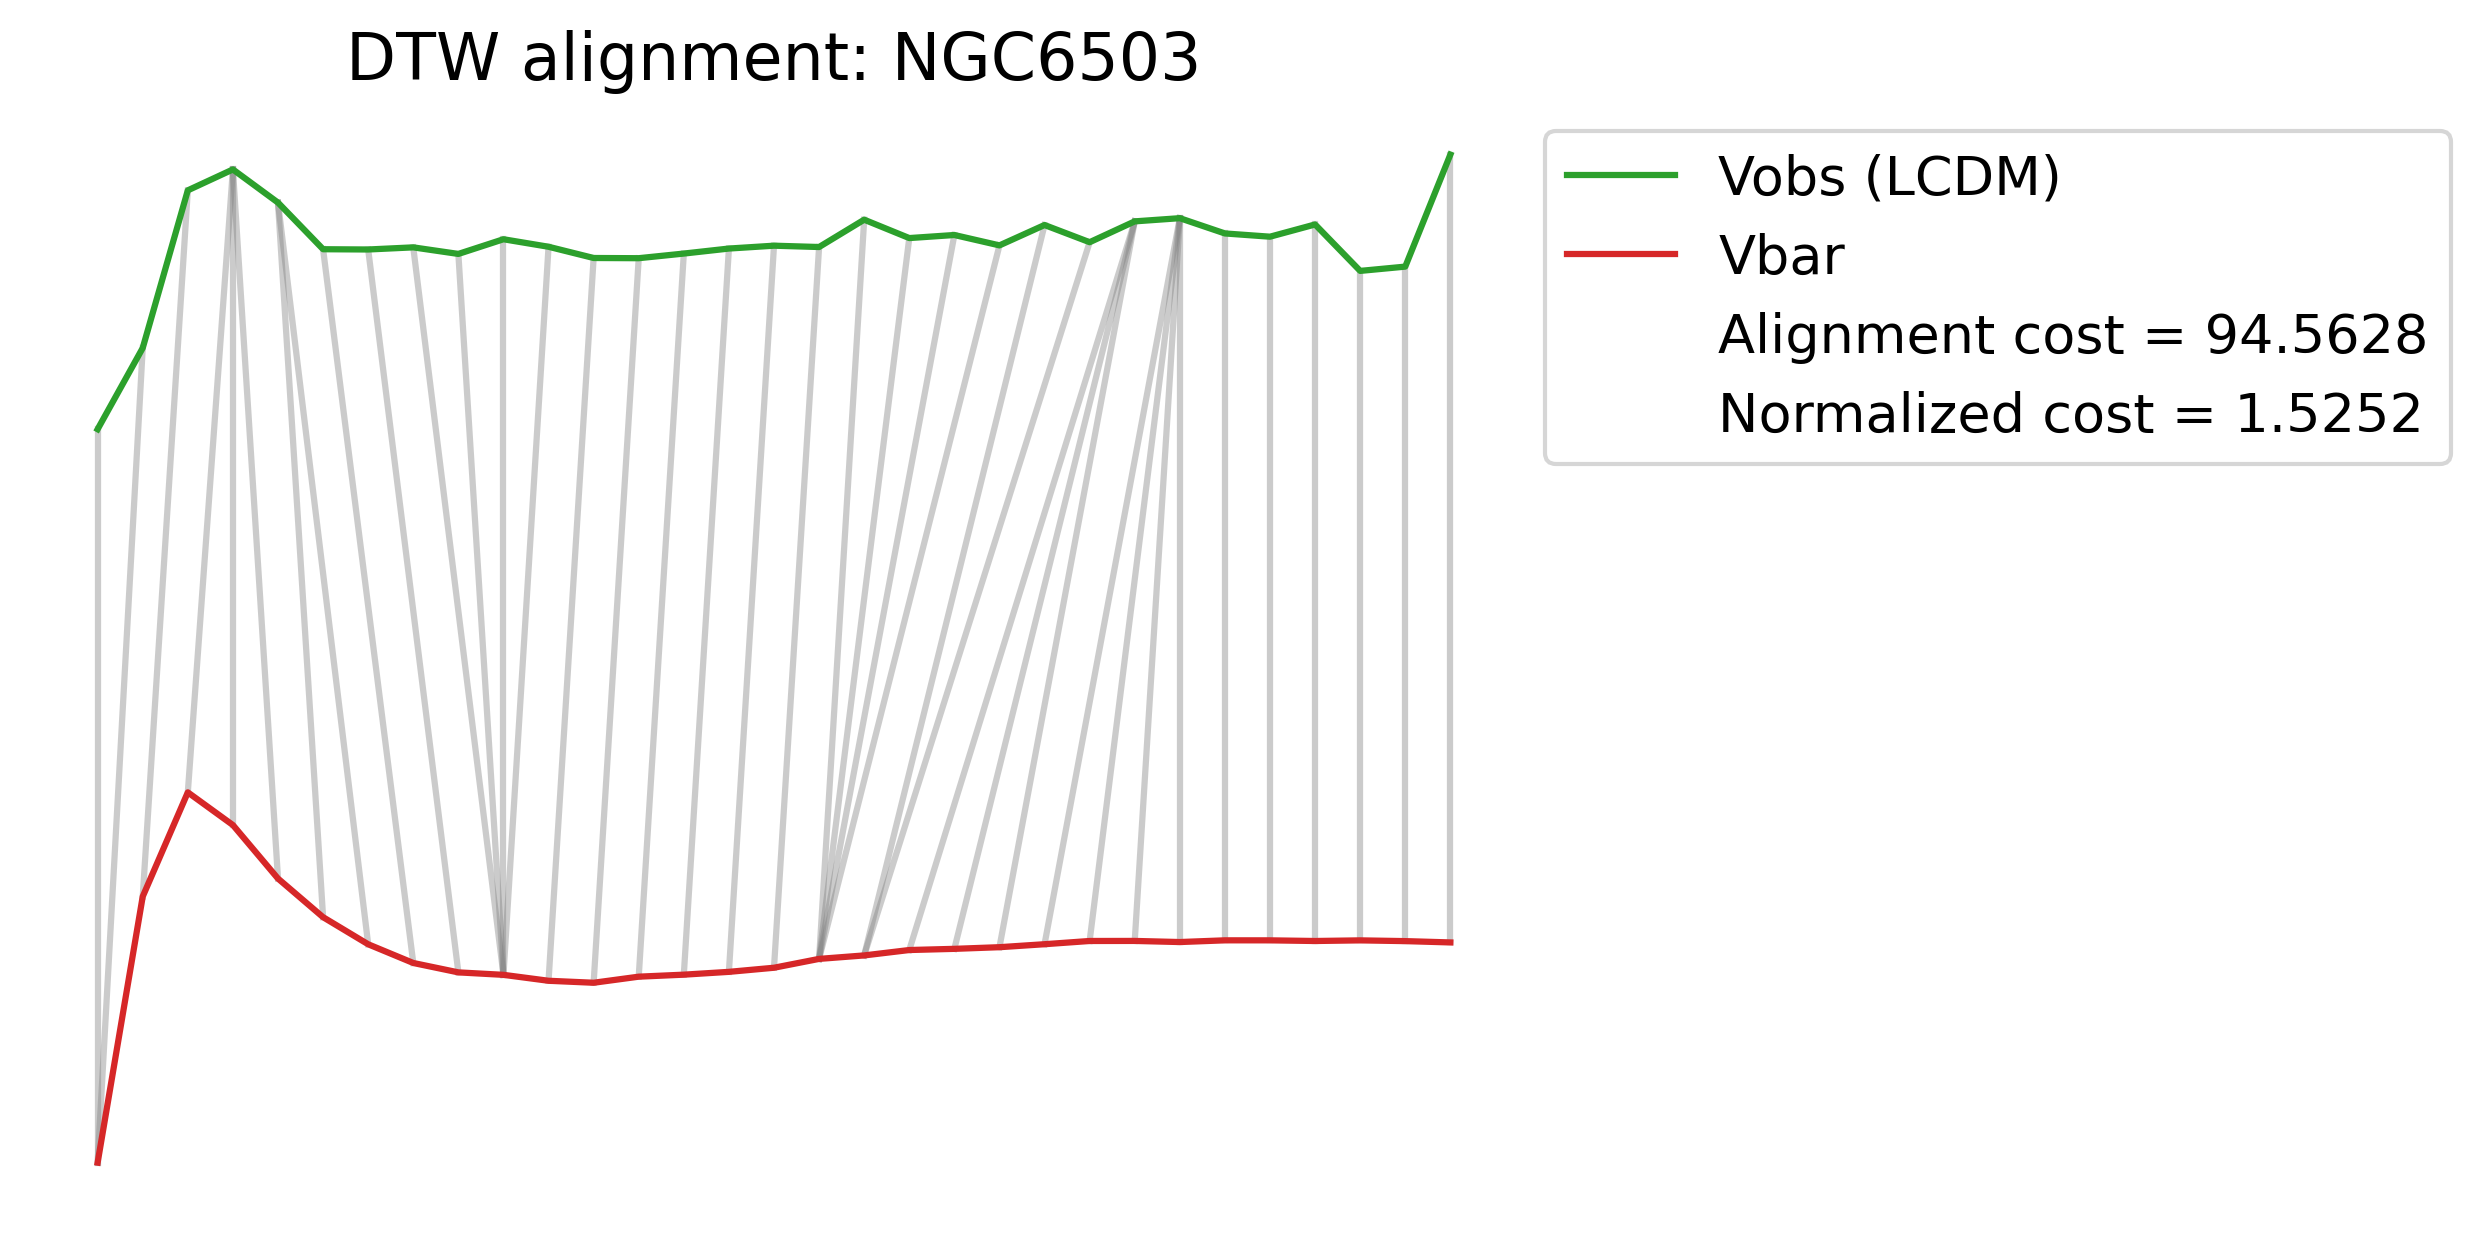 DTW alignment: NGC6503
Vobs (LCDM)
Vbar
Alignment cost = 94.5628
Normalized cost = 1.5252